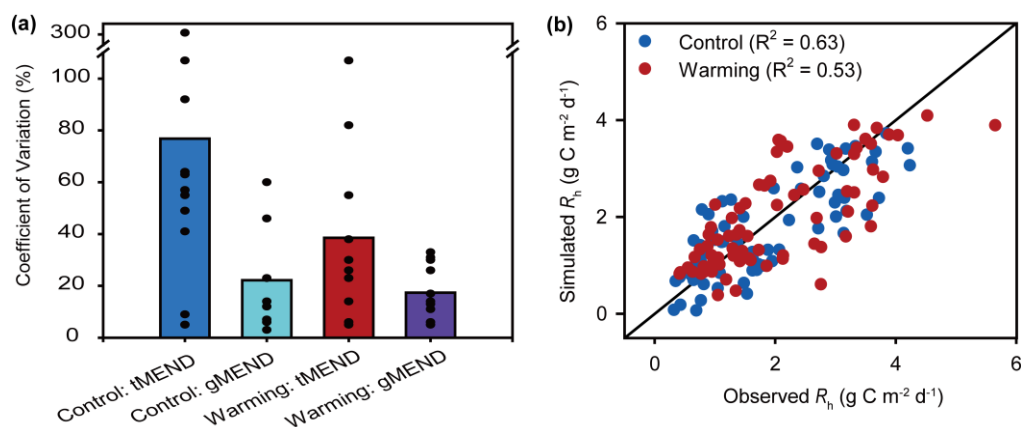 (a)
Coefficient of Variation (%)
300
100
80
60
40
20
0
Control: tMEND
Control: gMEND
Warming: tMEND
Warming: gMEND
(b)
Simulated Rₕ (g C m⁻² d⁻¹)
6
4
2
0
Control (R² = 0.63)
Warming (R² = 0.53)
0 2 4 6
Observed Rₕ (g C m⁻² d⁻¹)